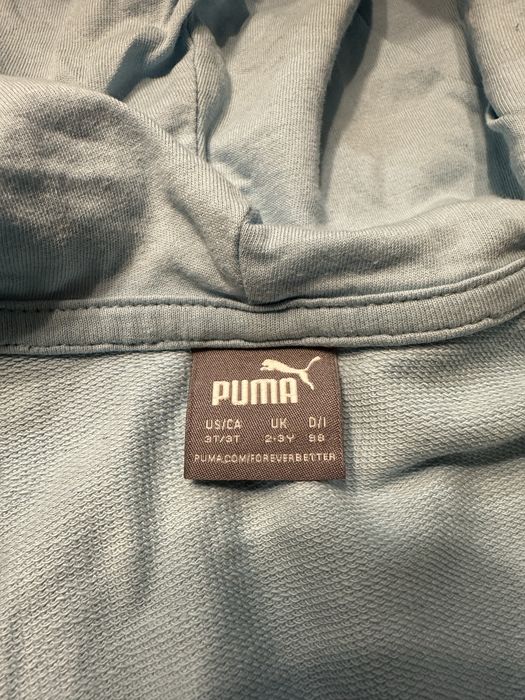 PUMA
US/CA UK D/I
3T/3T 2-3Y 98
PUMA.COM/FOREVERBETTER